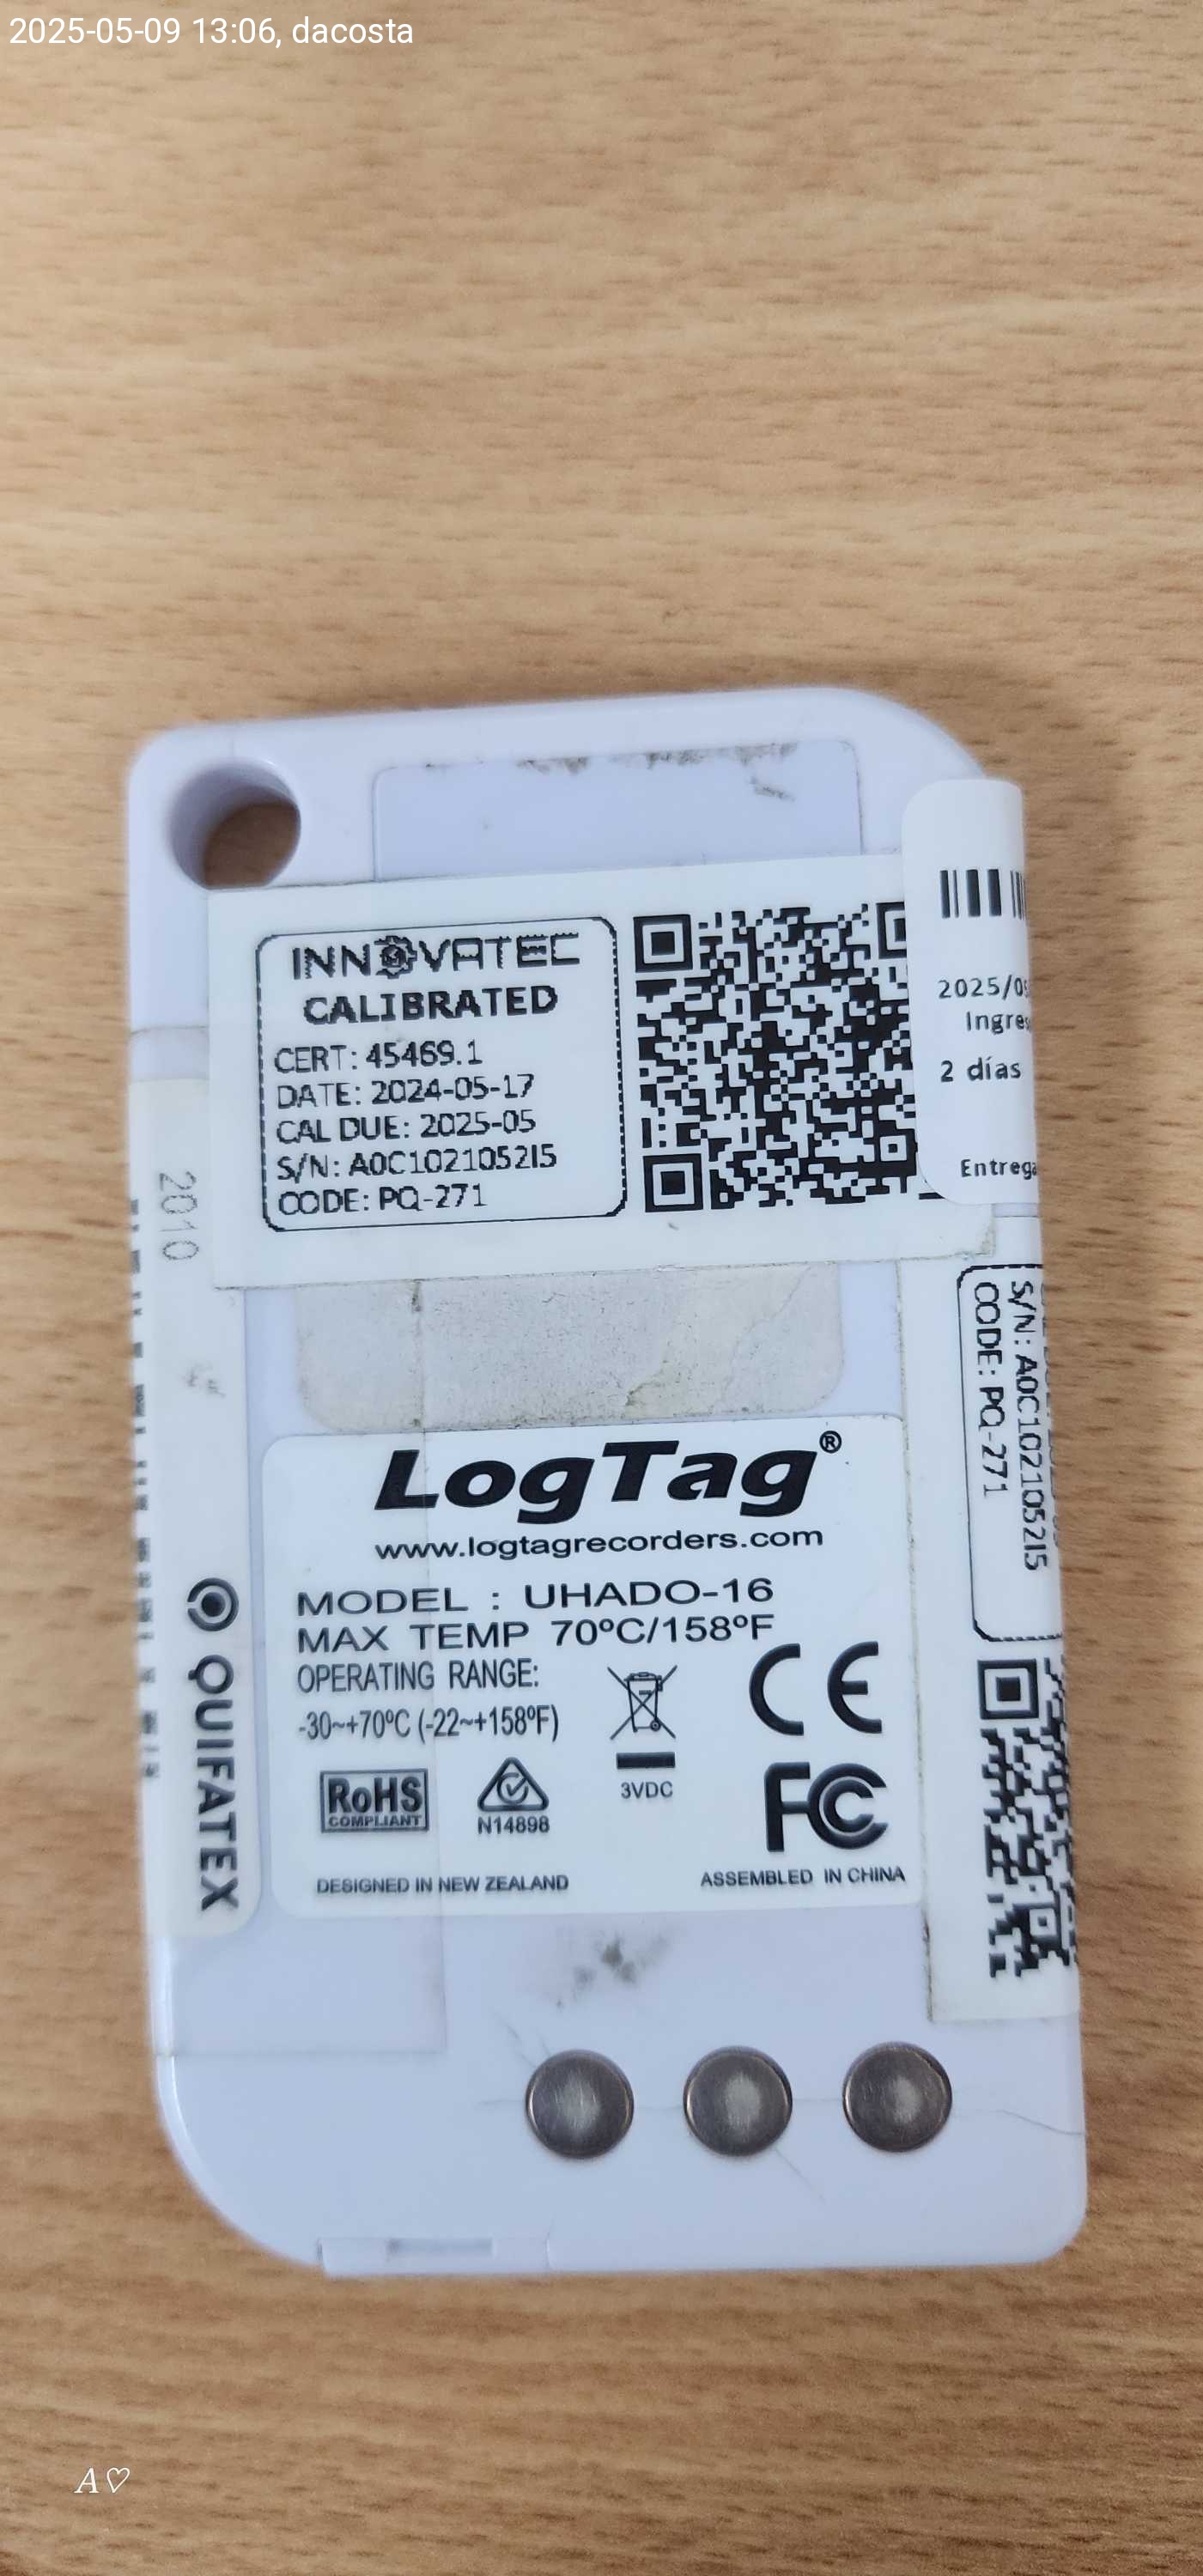 2025-05-09 13:06, dacosta
INNOVATEC
CALIBRATED
CERT: 45469.1
DATE: 2024-05-17
CAL DUE: 2025-05
S/N: A0C1021052I5
CODE: PQ-271
2025/0
Ingres
2 días
Entrega
2010
S/N: A0C1021052I5
CODE: PQ-271
LogTag®
www.logtagrecorders.com
MODEL : UHADO-16
MAX TEMP 70ºC/158ºF
OPERATING RANGE:
-30~+70ºC (-22~+158ºF)
CE
RoHS
COMPLIANT
N14898
3VDC
FC
DESIGNED IN NEW ZEALAND
ASSEMBLED IN CHINA
QUIFATEX
A♡